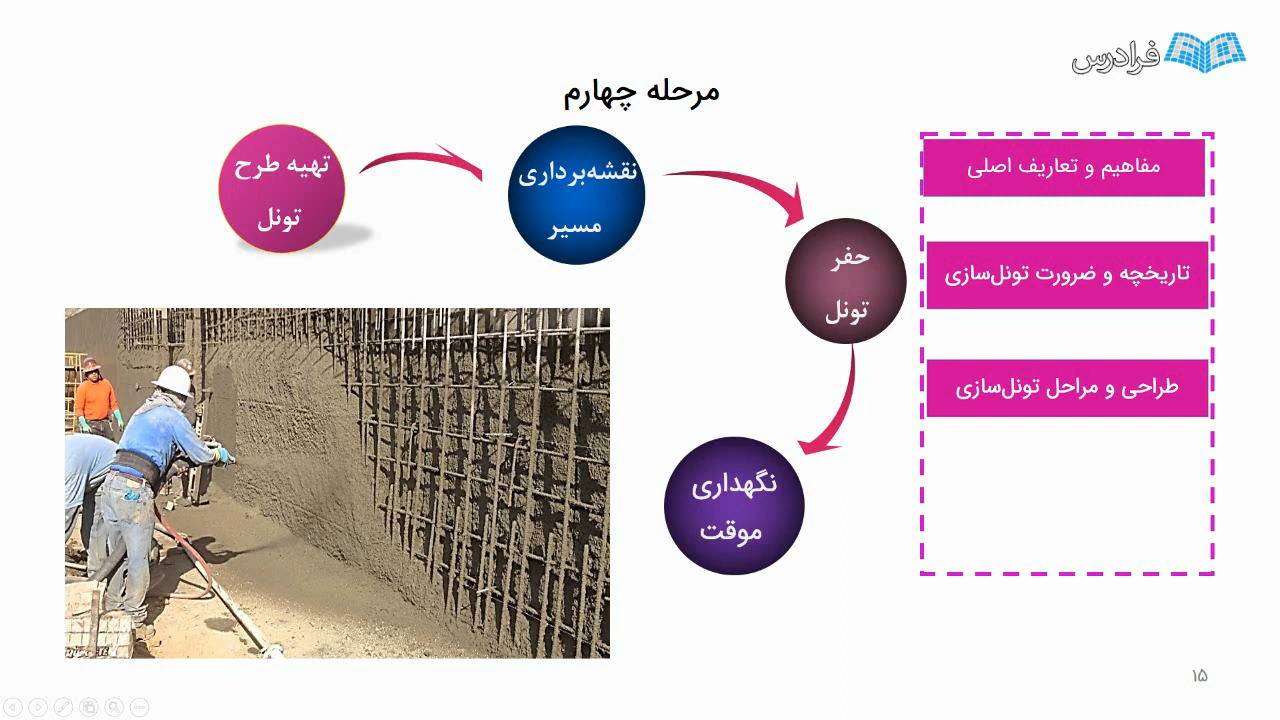 فرادرس
مرحله چهارم
مفاهیم و تعاریف اصلی
تاریخچه و ضرورت تونل‌سازی
طراحی و مراحل تونل‌سازی
تهیه طرح
تونل
نقشه‌برداری
مسیر
حفر
تونل
نگهداری
موقت
۱۵